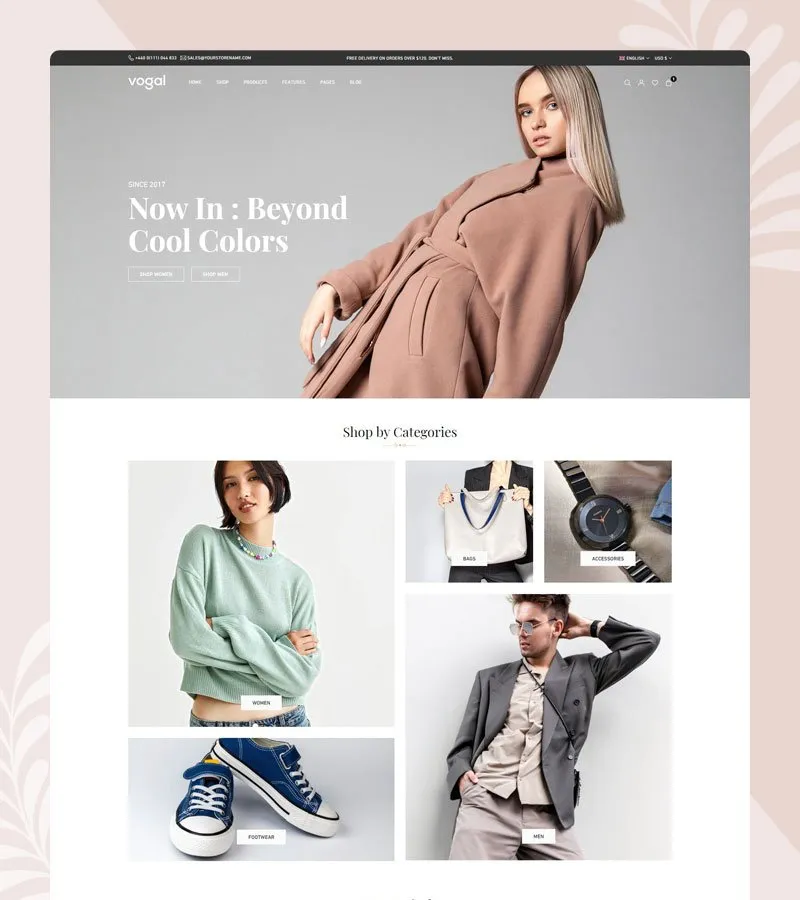 +440 0(111) 044 833 SALES@YOURSTORENAME.COM
FREE DELIVERY ON ORDERS OVER $120. DON'T MISS.
ENGLISH USD $
vogal
HOME SHOP PRODUCTS FEATURES PAGES BLOG
SINCE 2017
Now In : Beyond
Cool Colors
SHOP WOMEN SHOP MEN
Shop by Categories
BAGS
ACCESSORIES
WOMEN
FOOTWEAR
MEN